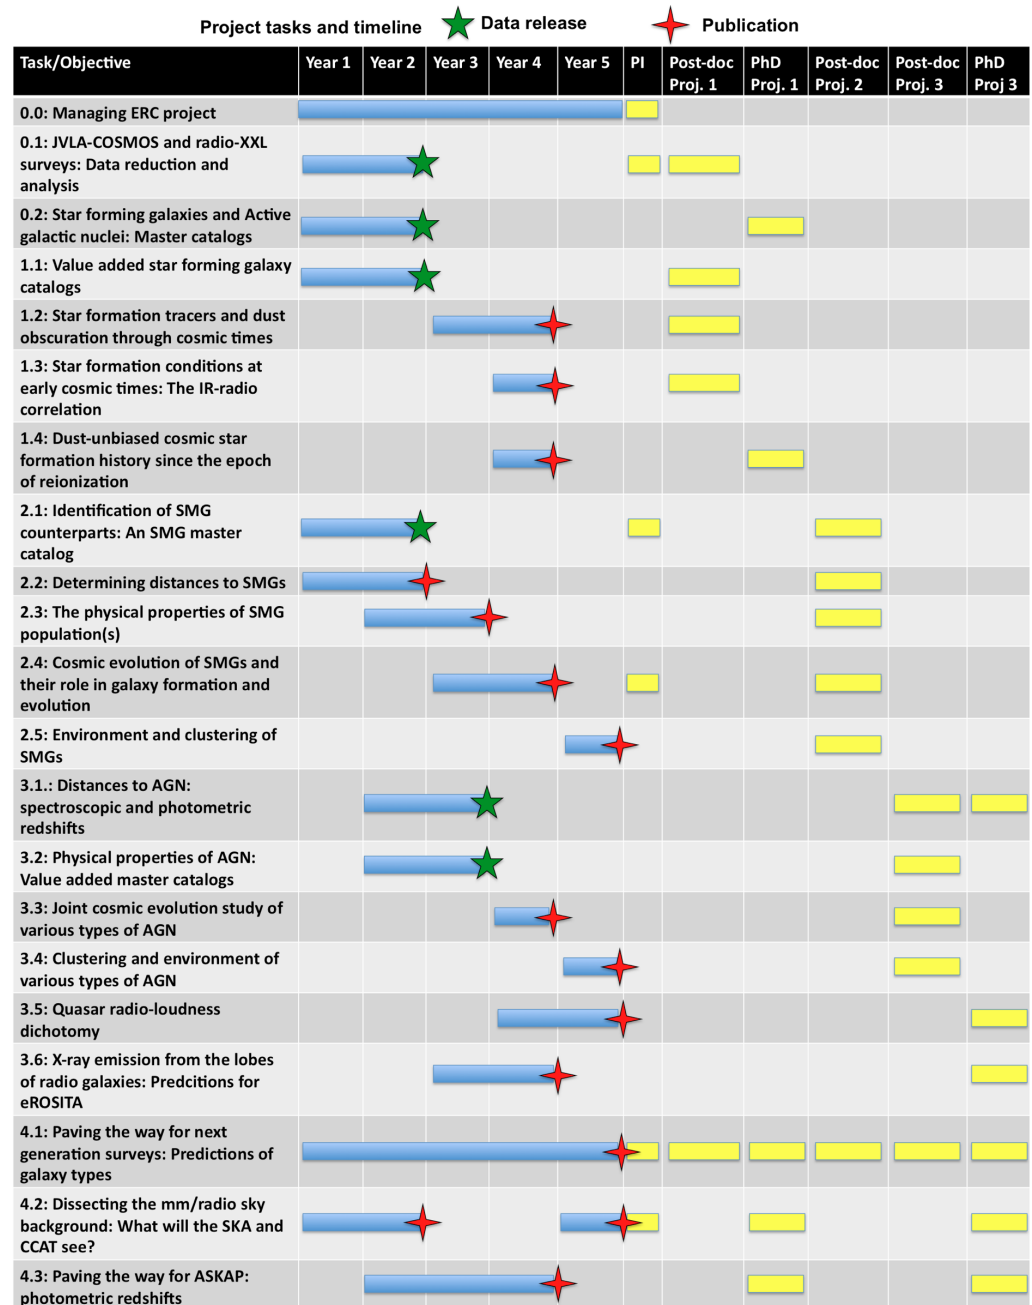 Project tasks and timeline Data release Publication
Task/Objective Year 1 Year 2 Year 3 Year 4 Year 5 PI Post-doc Proj. 1 PhD Proj. 1 Post-doc Proj. 2 Post-doc Proj. 3 PhD Proj 3
0.0: Managing ERC project
0.1: JVLA-COSMOS and radio-XXL
surveys: Data reduction and
analysis
0.2: Star forming galaxies and Active
galactic nuclei: Master catalogs
1.1: Value added star forming galaxy
catalogs
1.2: Star formation tracers and dust
obscuration through cosmic times
1.3: Star formation conditions at
early cosmic times: The IR-radio
correlation
1.4: Dust-unbiased cosmic star
formation history since the epoch
of reionization
2.1: Identification of SMG
counterparts: An SMG master
catalog
2.2: Determining distances to SMGs
2.3: The physical properties of SMG
population(s)
2.4: Cosmic evolution of SMGs and
their role in galaxy formation and
evolution
2.5: Environment and clustering of
SMGs
3.1.: Distances to AGN:
spectroscopic and photometric
redshifts
3.2: Physical properties of AGN:
Value added master catalogs
3.3: Joint cosmic evolution study of
various types of AGN
3.4: Clustering and environment of
various types of AGN
3.5: Quasar radio-loudness
dichotomy
3.6: X-ray emission from the lobes
of radio galaxies: Predcitions for
eROSITA
4.1: Paving the way for next
generation surveys: Predictions of
galaxy types
4.2: Dissecting the mm/radio sky
background: What will the SKA and
CCAT see?
4.3: Paving the way for ASKAP:
photometric redshifts